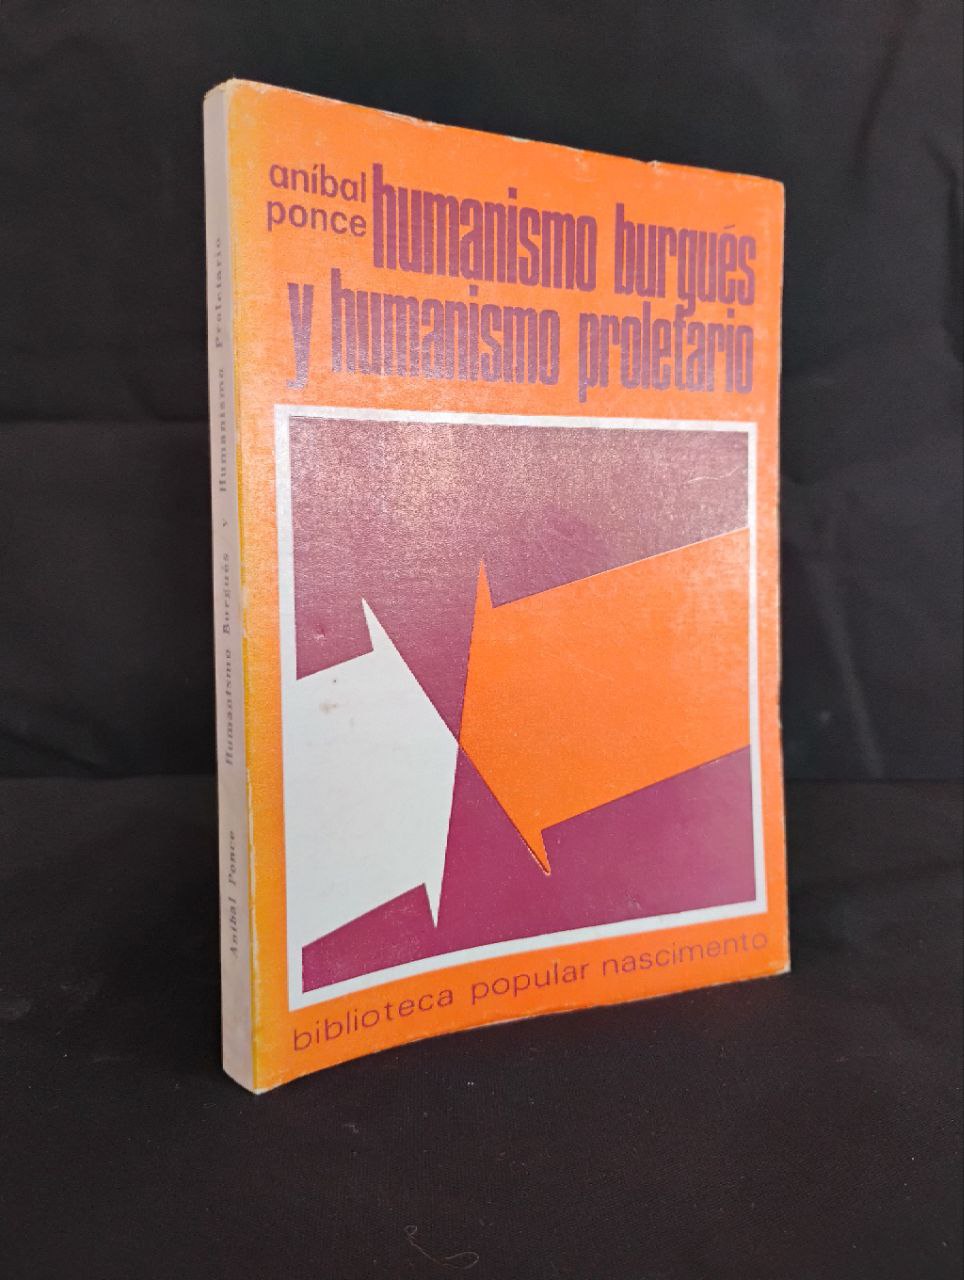 aníbal
ponce
humanismo burgués
y humanismo proletario
biblioteca popular nascimento
Aníbal Ponce Humanismo Burgués y Humanismo Proletario